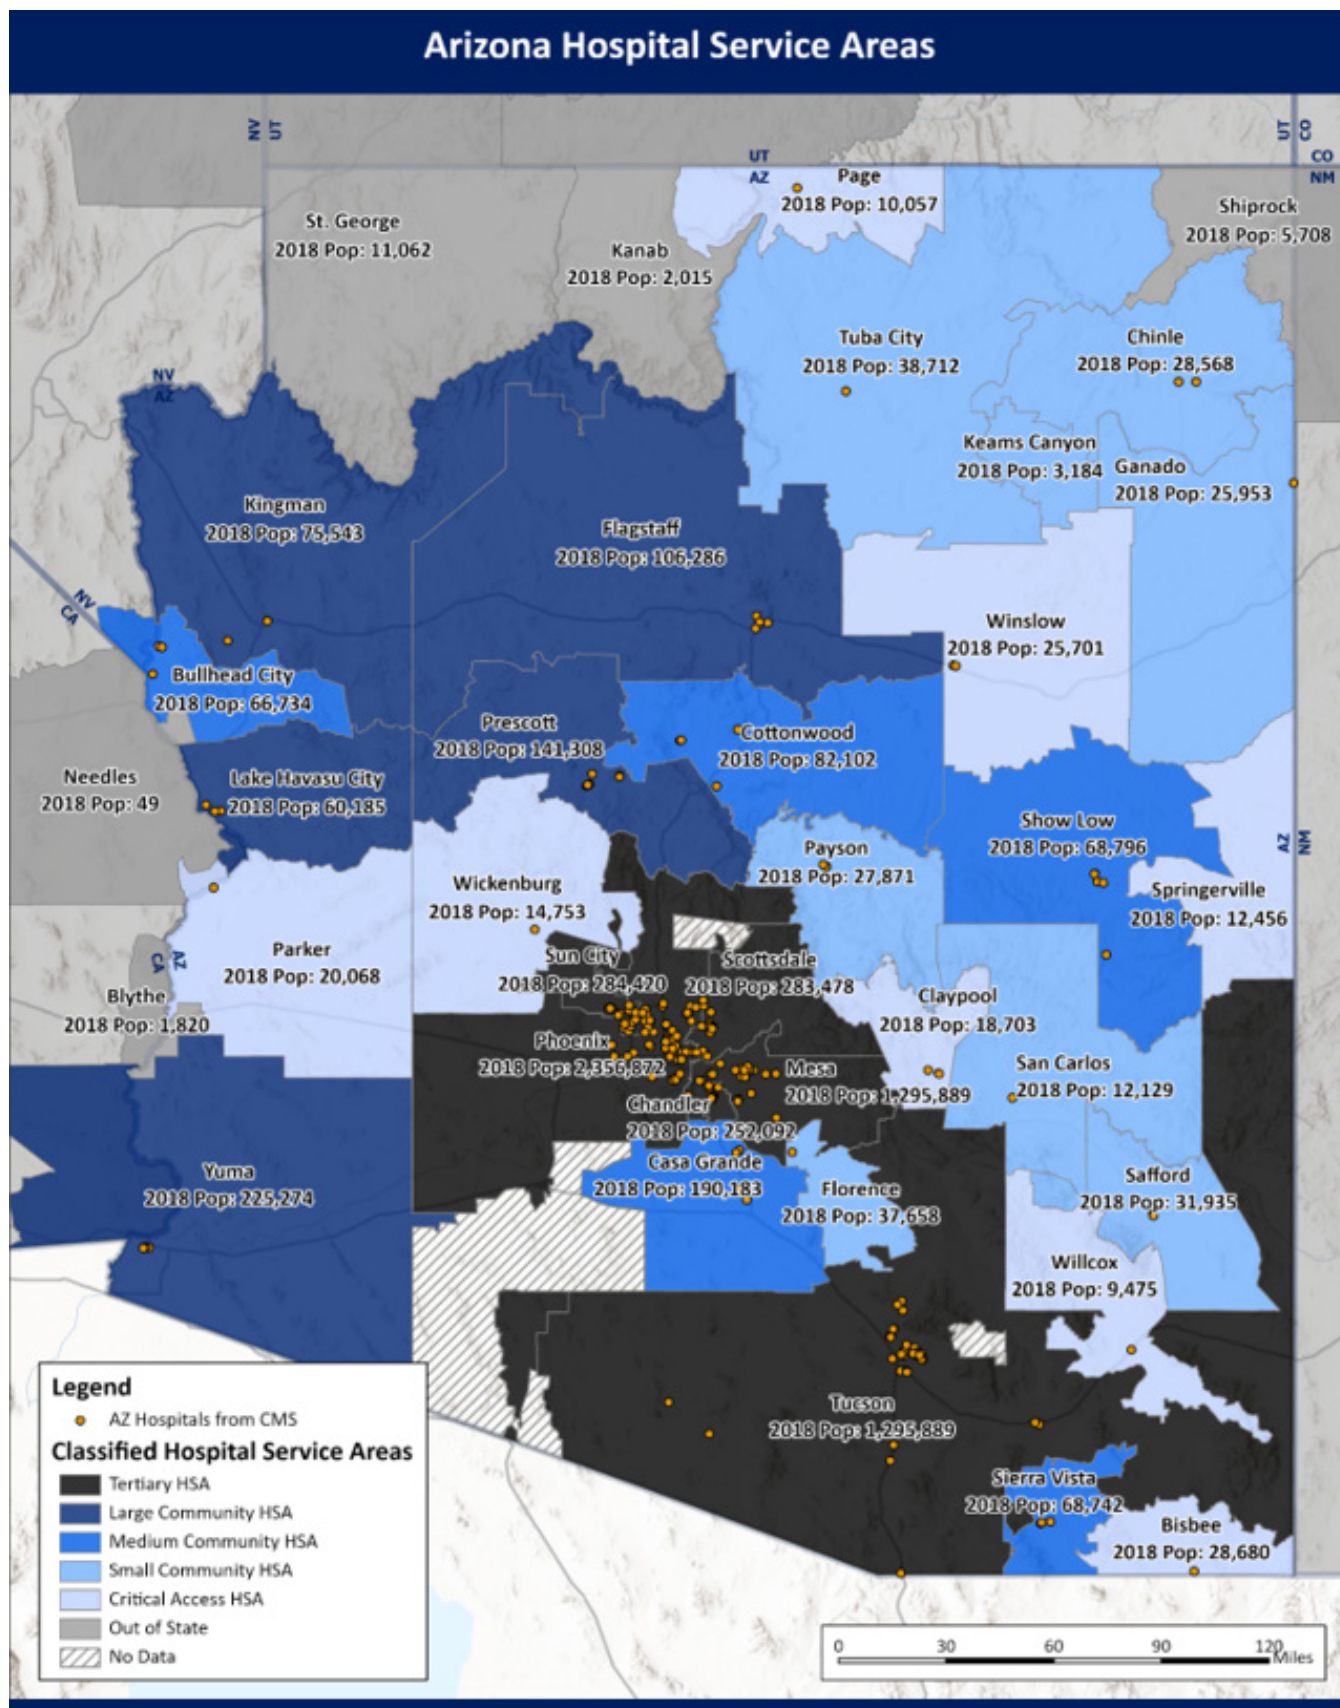 Arizona Hospital Service Areas
NV
UT
UT
CO
UT
AZ
CO
NM
Page
2018 Pop: 10,057
St. George
2018 Pop: 11,062
Kanab
2018 Pop: 2,015
Shiprock
2018 Pop: 5,708
Tuba City
2018 Pop: 38,712
Chinle
2018 Pop: 28,568
NV
AZ
Keams Canyon
2018 Pop: 3,184
Ganado
2018 Pop: 25,953
Kingman
2018 Pop: 75,543
Flagstaff
2018 Pop: 106,286
NV
CA
Winslow
2018 Pop: 25,701
Bullhead City
2018 Pop: 66,734
Prescott
2018 Pop: 141,308
Cottonwood
2018 Pop: 82,102
Needles
2018 Pop: 49
Lake Havasu City
2018 Pop: 60,185
Show Low
2018 Pop: 68,796
AZ
NM
Payson
2018 Pop: 27,871
Wickenburg
2018 Pop: 14,753
Springerville
2018 Pop: 12,456
Parker
2018 Pop: 20,068
CA
AZ
Sun City
2018 Pop: 284,420
Scottsdale
2018 Pop: 283,478
Blythe
2018 Pop: 1,820
Claypool
2018 Pop: 18,703
Phoenix
2018 Pop: 2,356,872
Mesa
2018 Pop: 1,295,889
San Carlos
2018 Pop: 12,129
Chandler
2018 Pop: 252,092
Yuma
2018 Pop: 225,274
Casa Grande
2018 Pop: 190,183
Florence
2018 Pop: 37,658
Safford
2018 Pop: 31,935
Willcox
2018 Pop: 9,475
Tucson
2018 Pop: 1,295,889
Sierra Vista
2018 Pop: 68,742
Bisbee
2018 Pop: 28,680
Legend
AZ Hospitals from CMS
Classified Hospital Service Areas
Tertiary HSA
Large Community HSA
Medium Community HSA
Small Community HSA
Critical Access HSA
Out of State
No Data
0 30 60 90 120 Miles